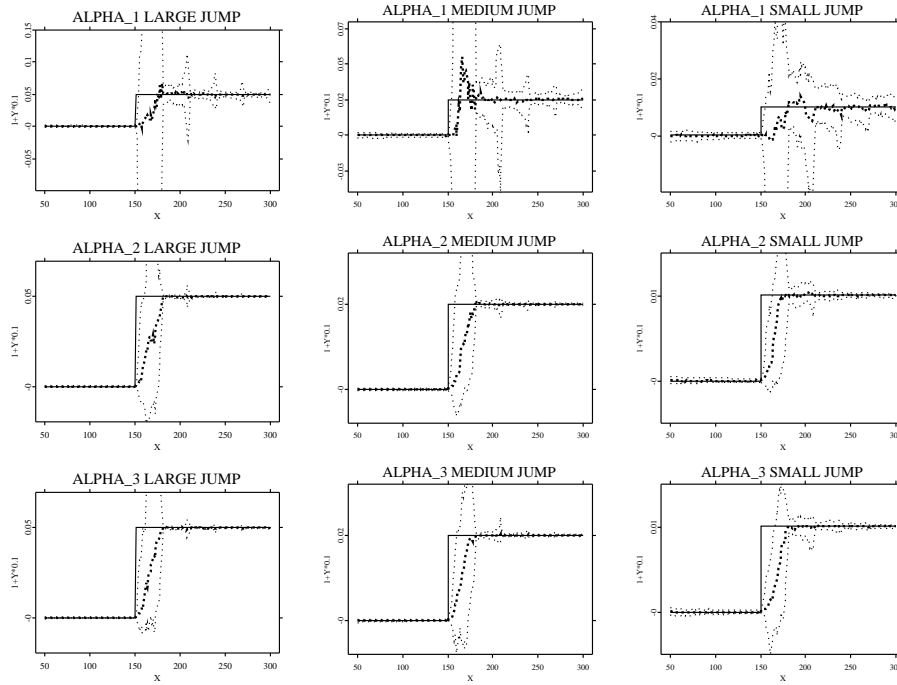 ALPHA_1 LARGE JUMP
1+Y*0.1
0.15
0.1
0.05
-0
-0.05
50 100 150 200 250 300
X
ALPHA_1 MEDIUM JUMP
1+Y*0.1
0.07
0.05
0.02
-0
-0.03
50 100 150 200 250 300
X
ALPHA_1 SMALL JUMP
1+Y*0.1
0.04
0.02
0.01
-0
50 100 150 200 250 300
X
ALPHA_2 LARGE JUMP
1+Y*0.1
0.05
-0
50 100 150 200 250 300
X
ALPHA_2 MEDIUM JUMP
1+Y*0.1
0.02
-0
50 100 150 200 250 300
X
ALPHA_2 SMALL JUMP
1+Y*0.1
0.01
-0
50 100 150 200 250 300
X
ALPHA_3 LARGE JUMP
1+Y*0.1
0.05
-0
50 100 150 200 250 300
X
ALPHA_3 MEDIUM JUMP
1+Y*0.1
0.02
-0
50 100 150 200 250 300
X
ALPHA_3 SMALL JUMP
1+Y*0.1
0.01
-0
50 100 150 200 250 300
X